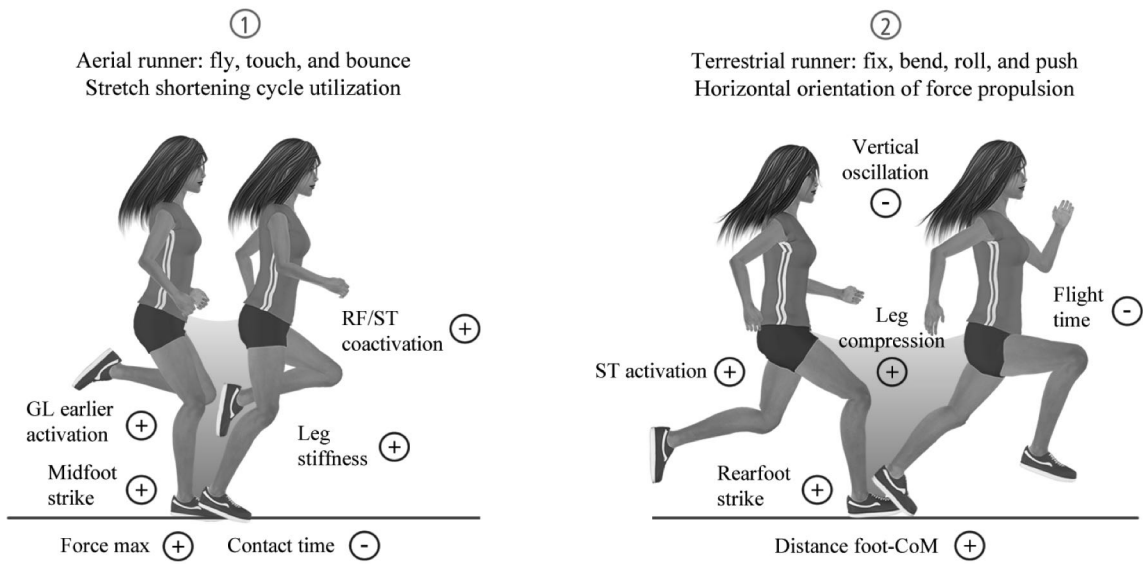 ①
Aerial runner: fly, touch, and bounce
Stretch shortening cycle utilization
RF/ST
coactivation +
GL earlier
activation +
Leg
stiffness +
Midfoot
strike +
Force max + Contact time -
②
Terrestrial runner: fix, bend, roll, and push
Horizontal orientation of force propulsion
Vertical
oscillation
-
Flight
time -
Leg
compression
+
ST activation +
Rearfoot
strike +
Distance foot-CoM +